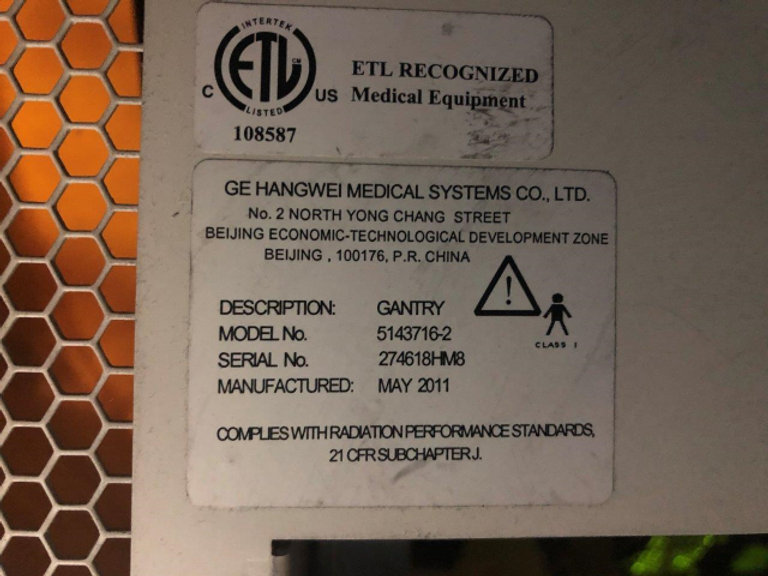 INTERTEK
C ETL CM US
LISTED
108587
ETL RECOGNIZED
Medical Equipment
GE HANGWEI MEDICAL SYSTEMS CO., LTD.
No. 2 NORTH YONG CHANG STREET
BEIJING ECONOMIC-TECHNOLOGICAL DEVELOPMENT ZONE
BEIJING , 100176, P.R. CHINA
!
CLASS I
DESCRIPTION: GANTRY
MODEL No. 5143716-2
SERIAL No. 274618HM8
MANUFACTURED: MAY 2011
COMPLIES WITH RADIATION PERFORMANCE STANDARDS,
21 CFR SUBCHAPTER J.